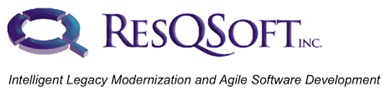 RESQSOFT INC.
Intelligent Legacy Modernization and Agile Software Development